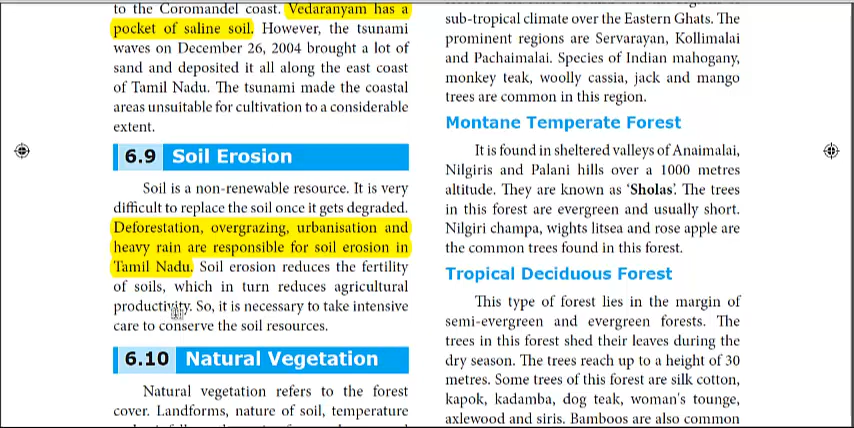 to the Coromandel coast. Vedaranyam has a
pocket of saline soil. However, the tsunami
waves on December 26, 2004 brought a lot of
sand and deposited it all along the east coast
of Tamil Nadu. The tsunami made the coastal
areas unsuitable for cultivation to a considerable
extent.
6.9 Soil Erosion
Soil is a non-renewable resource. It is very
difficult to replace the soil once it gets degraded.
Deforestation, overgrazing, urbanisation and
heavy rain are responsible for soil erosion in
Tamil Nadu. Soil erosion reduces the fertility
of soils, which in turn reduces agricultural
productivity. So, it is necessary to take intensive
care to conserve the soil resources.
6.10 Natural Vegetation
Natural vegetation refers to the forest
cover. Landforms, nature of soil, temperature
sub-tropical climate over the Eastern Ghats. The
prominent regions are Servarayan, Kollimalai
and Pachaimalai. Species of Indian mahogany,
monkey teak, woolly cassia, jack and mango
trees are common in this region.
Montane Temperate Forest
It is found in sheltered valleys of Anaimalai,
Nilgiris and Palani hills over a 1000 metres
altitude. They are known as ‘Sholas’. The trees
in this forest are evergreen and usually short.
Nilgiri champa, wights litsea and rose apple are
the common trees found in this forest.
Tropical Deciduous Forest
This type of forest lies in the margin of
semi-evergreen and evergreen forests. The
trees in this forest shed their leaves during the
dry season. The trees reach up to a height of 30
metres. Some trees of this forest are silk cotton,
kapok, kadamba, dog teak, woman's tounge,
axlewood and siris. Bamboos are also common